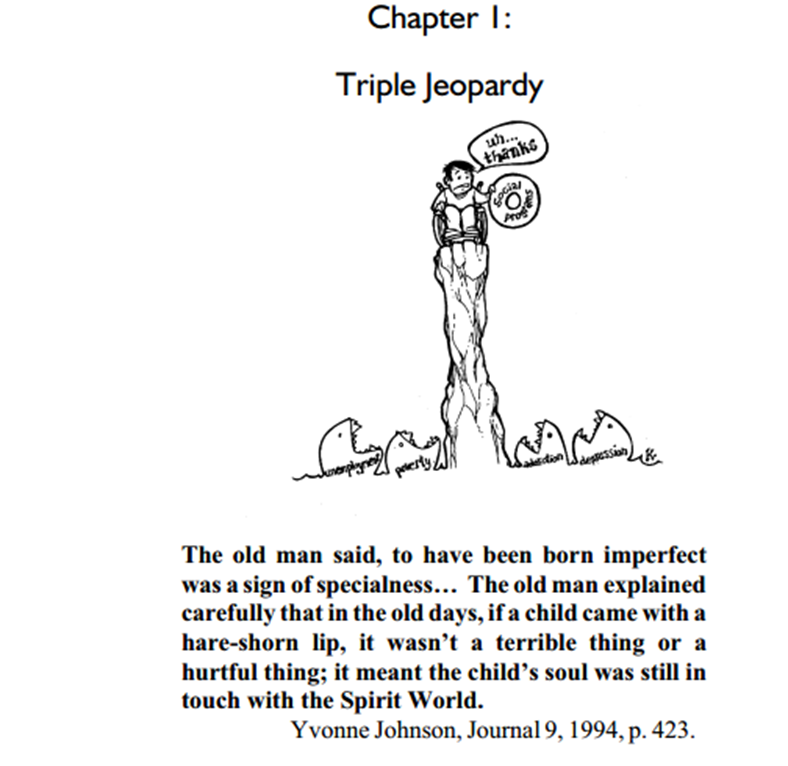 Chapter 1:
Triple Jeopardy
uh...
thanks
Social
programs
unemployment
poverty
addiction
depression
The old man said, to have been born imperfect
was a sign of specialness... The old man explained
carefully that in the old days, if a child came with a
hare-shorn lip, it wasn't a terrible thing or a
hurtful thing; it meant the child's soul was still in
touch with the Spirit World.
Yvonne Johnson, Journal 9, 1994, p. 423.